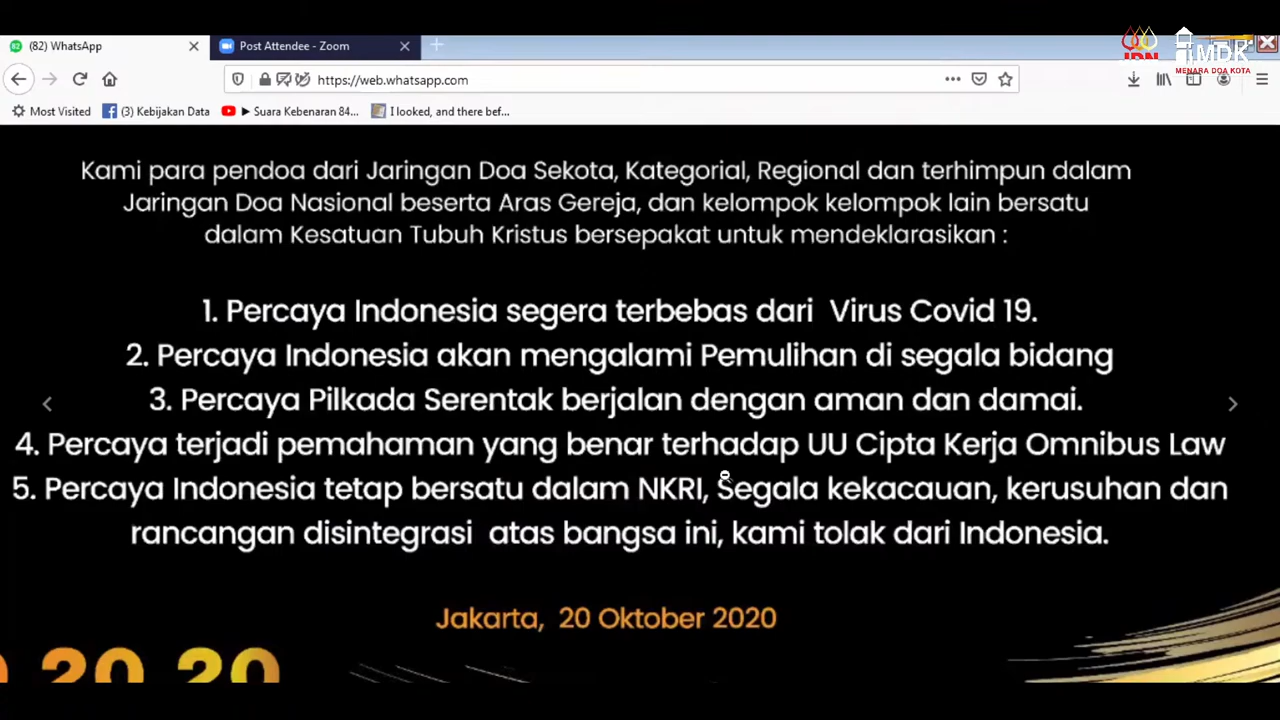 (82) WhatsApp
Post Attendee - Zoom
JDN
MDK
MENARA DOA KOTA
https://web.whatsapp.com
Most Visited
(3) Kebijakan Data
Suara Kebenaran 84...
I looked, and there bef...
Kami para pendoa dari Jaringan Doa Sekota, Kategorial, Regional dan terhimpun dalam
Jaringan Doa Nasional beserta Aras Gereja, dan kelompok kelompok lain bersatu
dalam Kesatuan Tubuh Kristus bersepakat untuk mendeklarasikan :
1. Percaya Indonesia segera terbebas dari Virus Covid 19.
2. Percaya Indonesia akan mengalami Pemulihan di segala bidang
3. Percaya Pilkada Serentak berjalan dengan aman dan damai.
4. Percaya terjadi pemahaman yang benar terhadap UU Cipta Kerja Omnibus Law
5. Percaya Indonesia tetap bersatu dalam NKRI, Segala kekacauan, kerusuhan dan
rancangan disintegrasi atas bangsa ini, kami tolak dari Indonesia.
Jakarta, 20 Oktober 2020
20.20